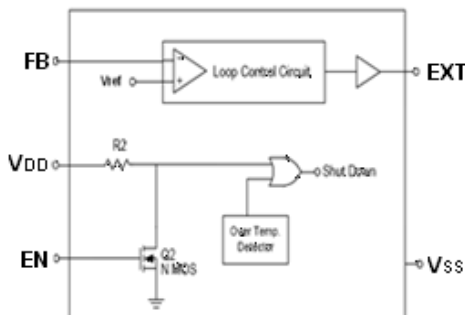 FB
Vref
Loop Control Circuit
EXT
VDD
R2
Shut Down
Over Temp.
Detector
EN
Q2
N MOS
VSS